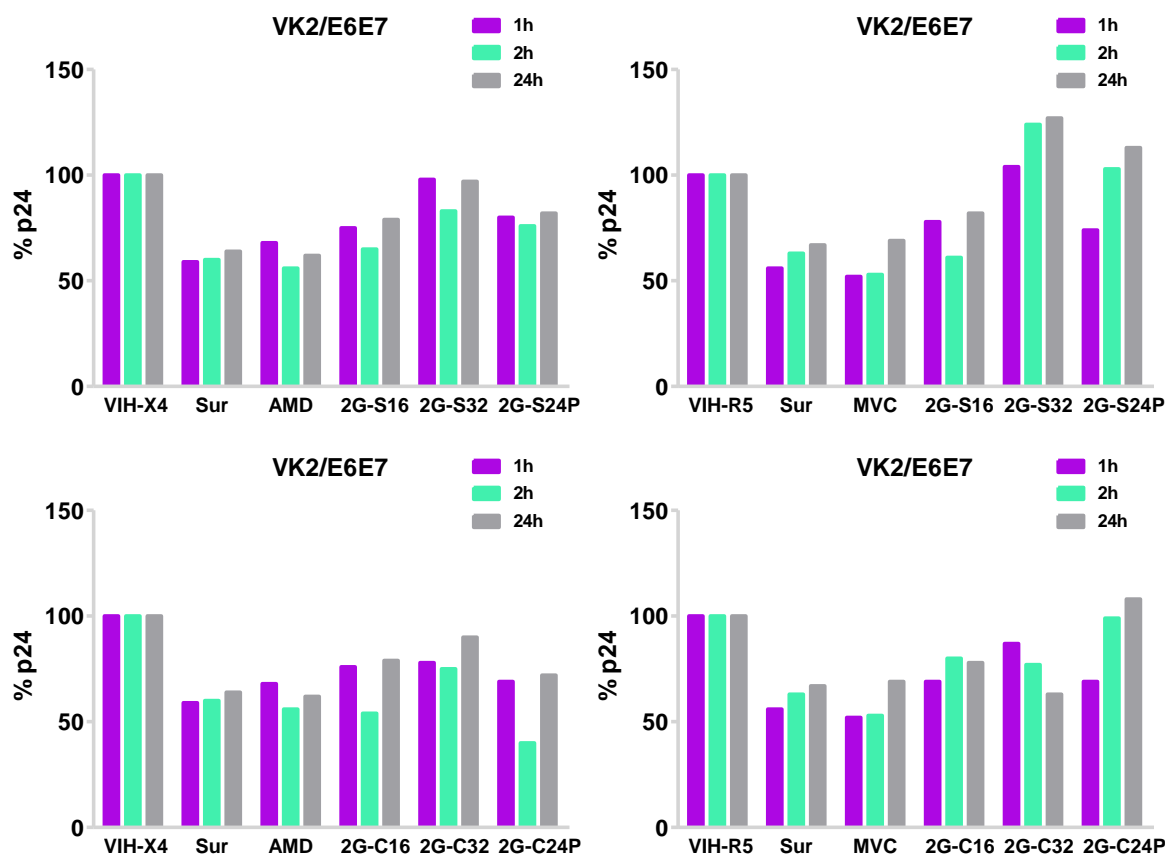 VK2/E6E7
1h
2h
24h
150
100
50
0
% p24
VIH-X4 Sur AMD 2G-S16 2G-S32 2G-S24P
VK2/E6E7
1h
2h
24h
150
100
50
0
% p24
VIH-R5 Sur MVC 2G-S16 2G-S32 2G-S24P
VK2/E6E7
1h
2h
24h
150
100
50
0
% p24
VIH-X4 Sur AMD 2G-C16 2G-C32 2G-C24P
VK2/E6E7
1h
2h
24h
150
100
50
0
% p24
VIH-R5 Sur MVC 2G-C16 2G-C32 2G-C24P